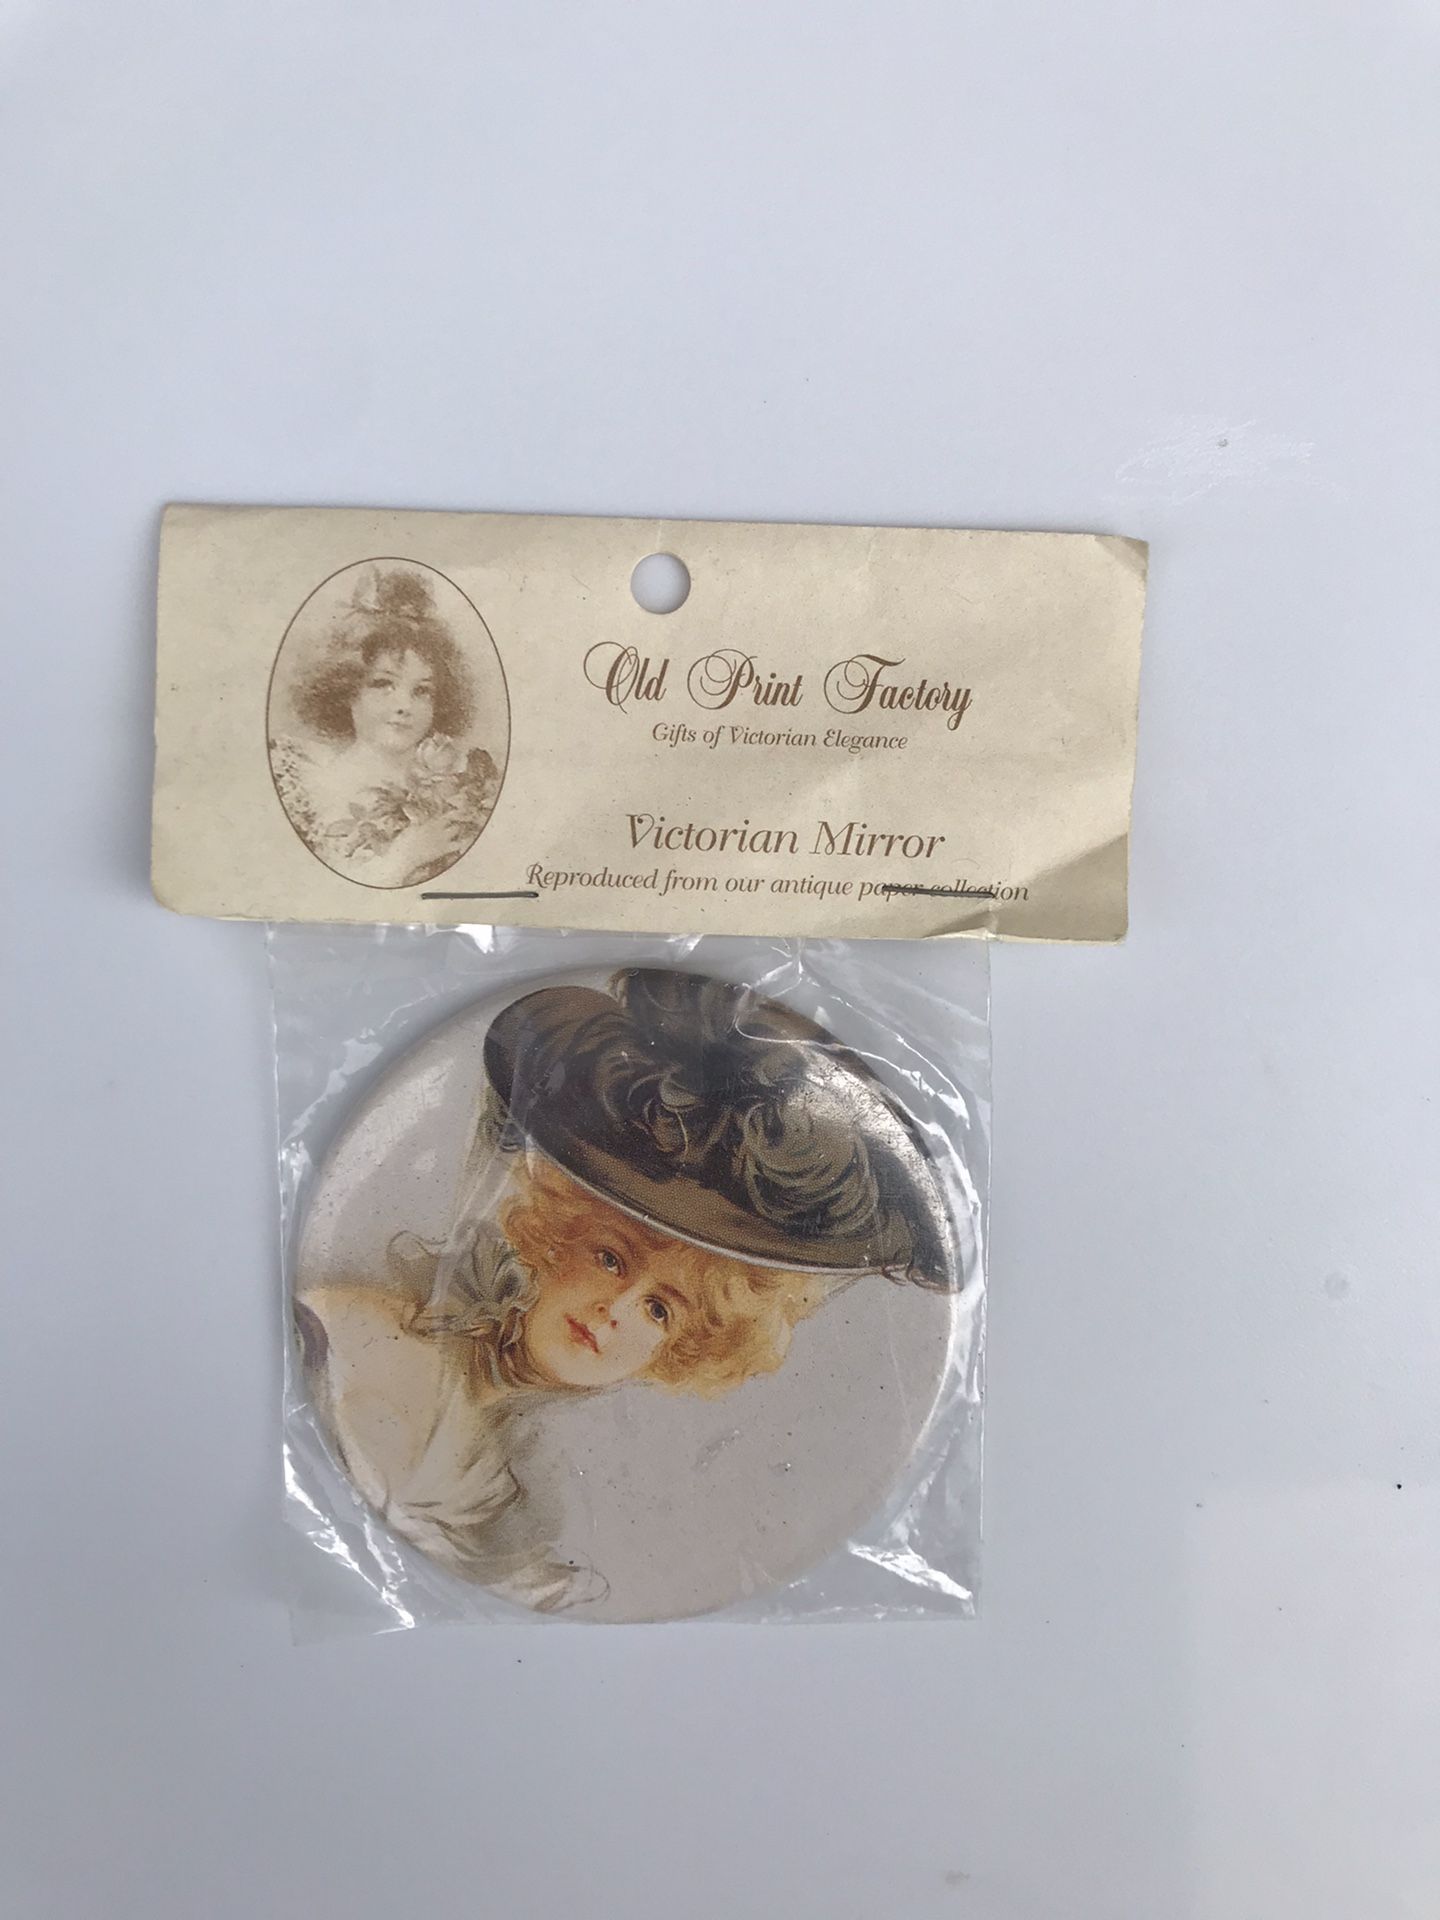 Old Print Factory
Gifts of Victorian Elegance
Victorian Mirror
Reproduced from our antique paper collection